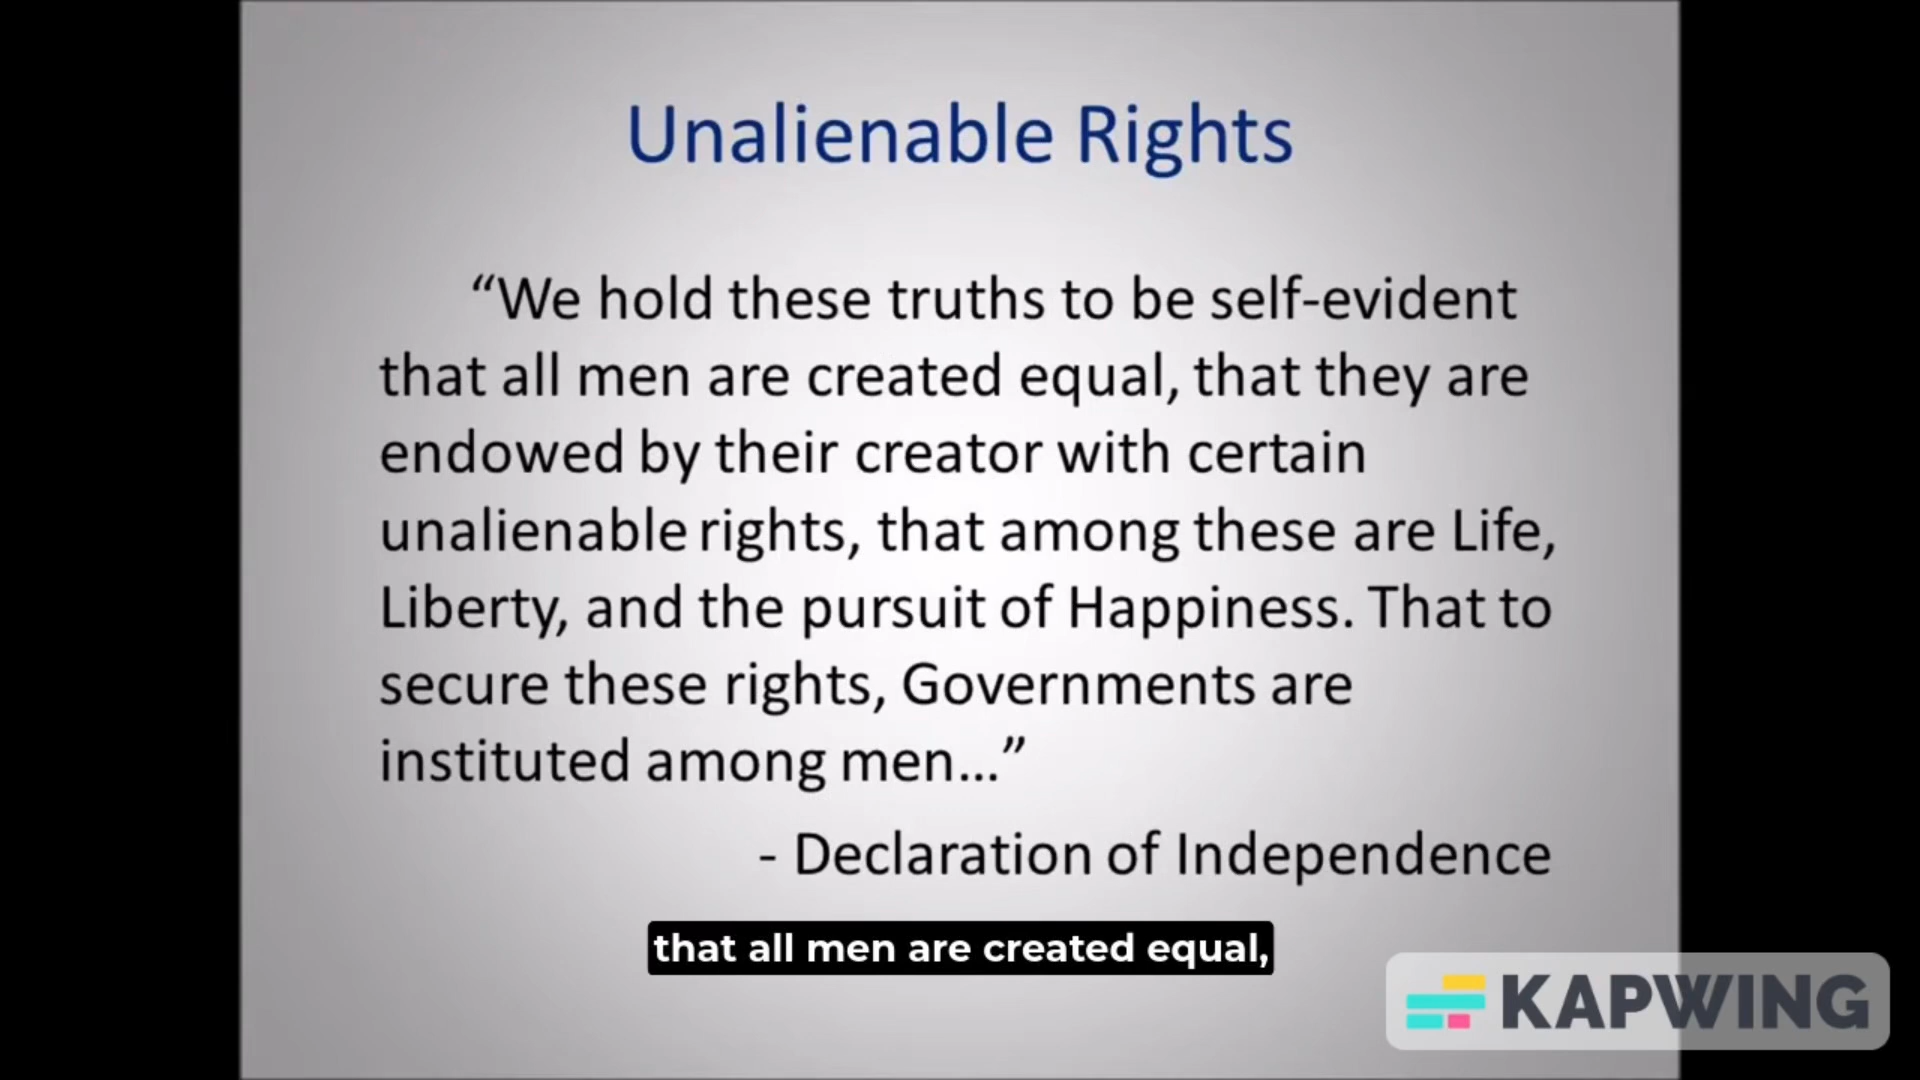 Unalienable Rights
“We hold these truths to be self-evident
that all men are created equal, that they are
endowed by their creator with certain
unalienable rights, that among these are Life,
Liberty, and the pursuit of Happiness. That to
secure these rights, Governments are
instituted among men...”
- Declaration of Independence
that all men are created equal,
KAPWING